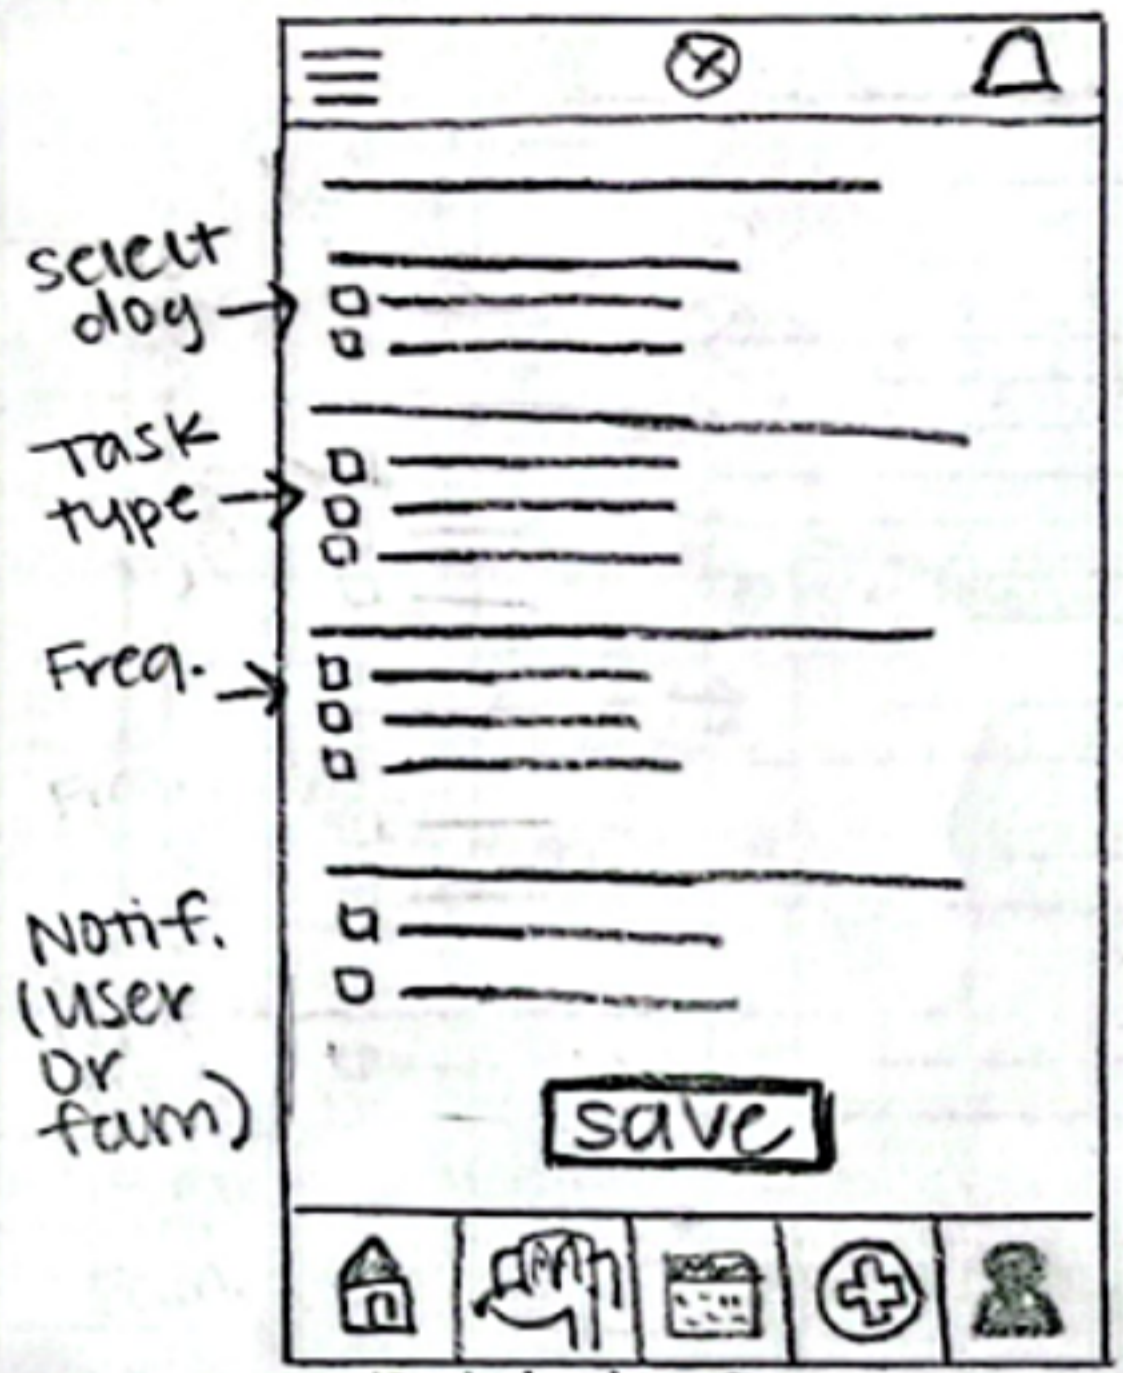 select
dog
Task
type
Freq.
Notif.
(user
or
fam)
save